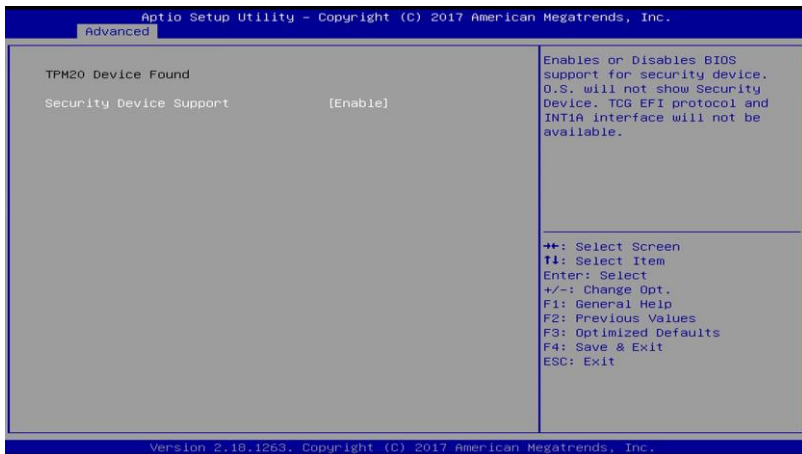 Aptio Setup Utility – Copyright (C) 2017 American Megatrends, Inc.
Advanced
TPM20 Device Found
Security Device Support [Enable]
Enables or Disables BIOS
support for security device.
O.S. will not show Security
Device. TCG EFI protocol and
INT1A interface will not be
available.
→←: Select Screen
↑↓: Select Item
Enter: Select
+/-: Change Opt.
F1: General Help
F2: Previous Values
F3: Optimized Defaults
F4: Save & Exit
ESC: Exit
Version 2.18.1263. Copyright (C) 2017 American Megatrends, Inc.